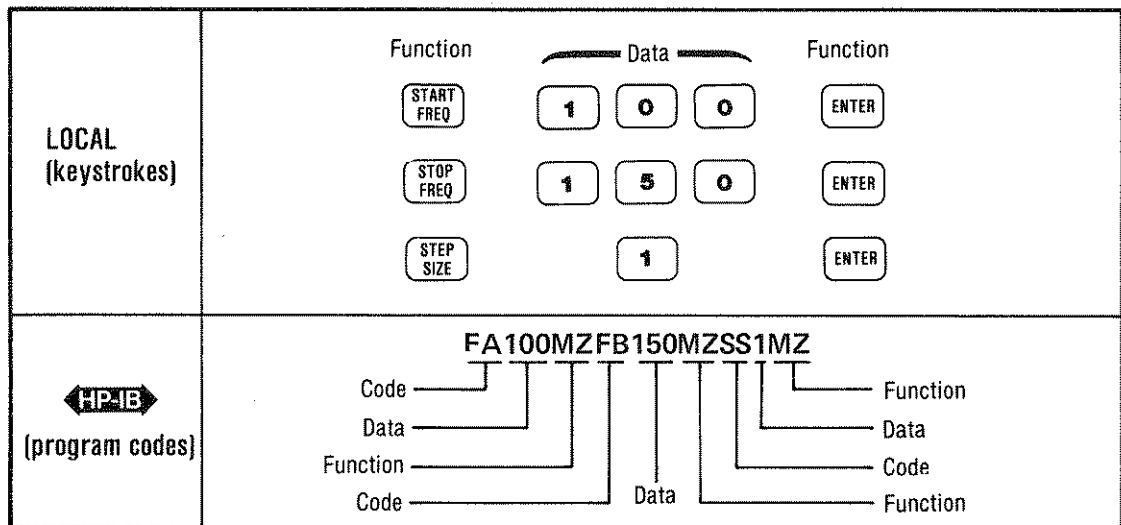 Function Data Function
START FREQ 1 0 0 ENTER
LOCAL (keystrokes)
STOP FREQ 1 5 0 ENTER
STEP SIZE 1 ENTER
HP-IB
(program codes)
FA100MZFB150MZSS1MZ
Code Function
Data Data
Function Code
Code Data Function